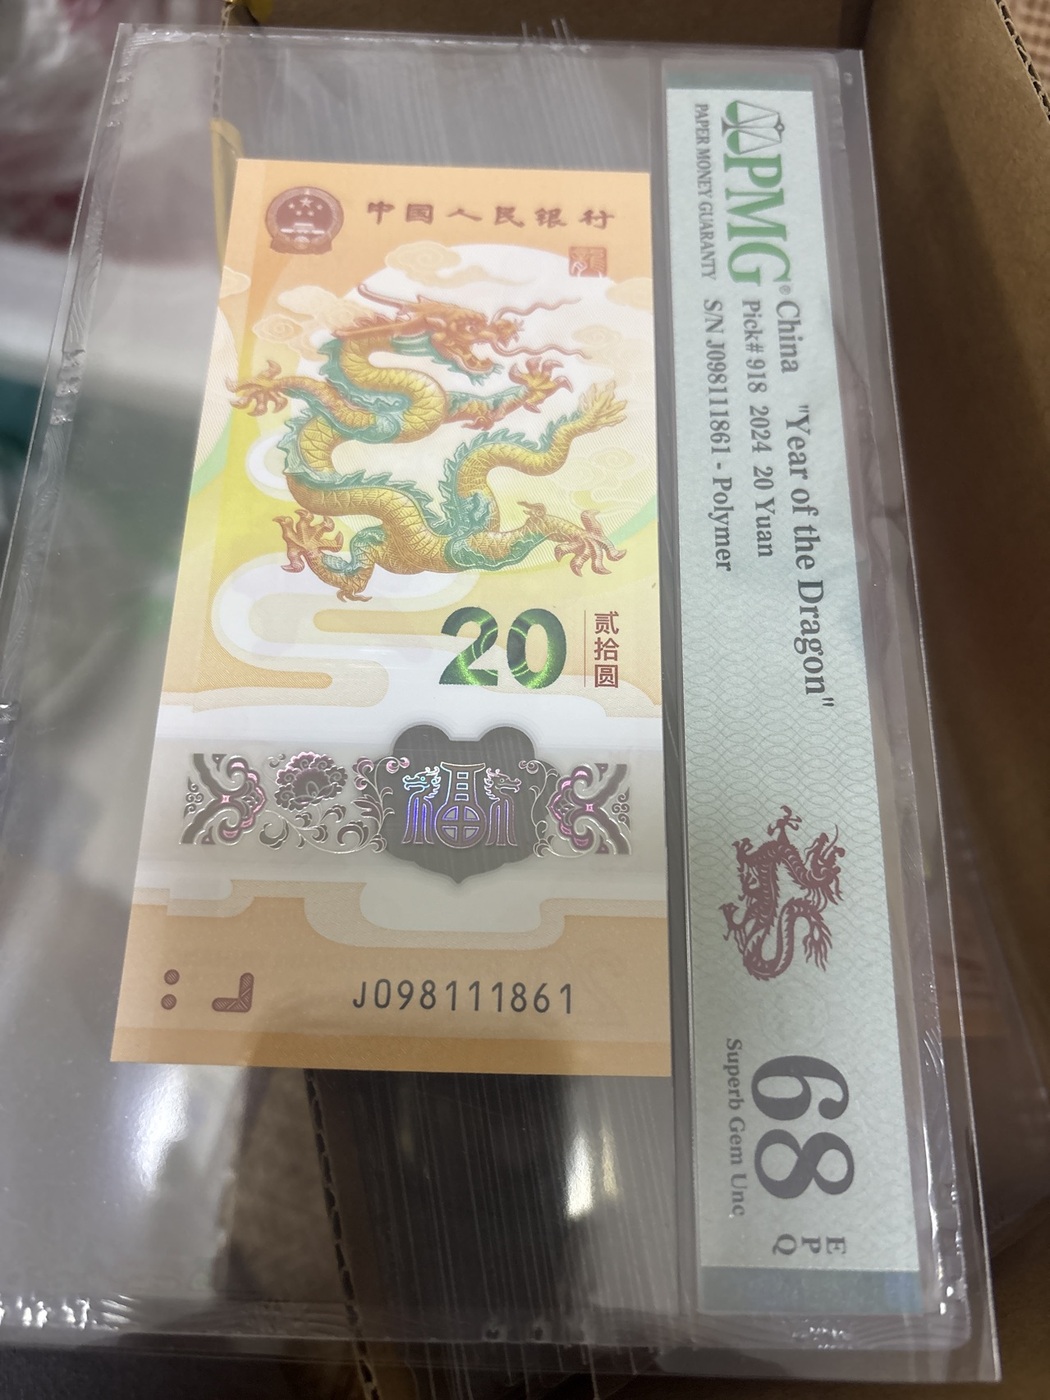 中国人民银行
20
贰拾圆
J098111861
PMG®
PAPER MONEY GUARANTY
China "Year of the Dragon"
Pick# 918 2024 20 Yuan
S/N J098111861 - Polymer
68
EPQ
Superb Gem Unc